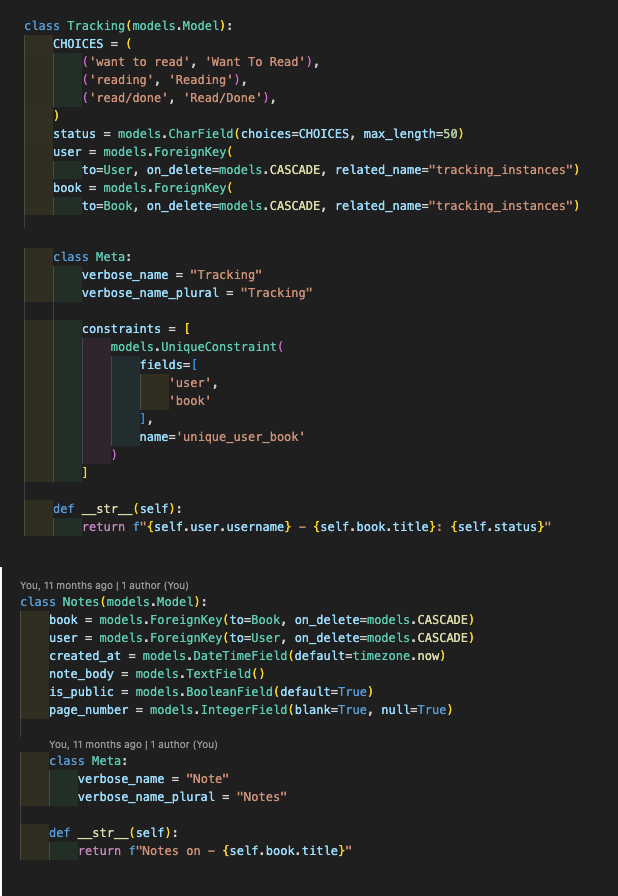 class Tracking(models.Model):
    CHOICES = (
        ('want to read', 'Want To Read'),
        ('reading', 'Reading'),
        ('read/done', 'Read/Done'),
    )
    status = models.CharField(choices=CHOICES, max_length=50)
    user = models.ForeignKey(
        to=User, on_delete=models.CASCADE, related_name="tracking_instances")
    book = models.ForeignKey(
        to=Book, on_delete=models.CASCADE, related_name="tracking_instances")
    class Meta:
        verbose_name = "Tracking"
        verbose_name_plural = "Tracking"
        constraints = [
            models.UniqueConstraint(
                fields=[
                    'user',
                    'book'
                ],
                name='unique_user_book'
            )
        ]
    def __str__(self):
        return f"{self.user.username} - {self.book.title}: {self.status}"
You, 11 months ago | 1 author (You)
class Notes(models.Model):
    book = models.ForeignKey(to=Book, on_delete=models.CASCADE)
    user = models.ForeignKey(to=User, on_delete=models.CASCADE)
    created_at = models.DateTimeField(default=timezone.now)
    note_body = models.TextField()
    is_public = models.BooleanField(default=True)
    page_number = models.IntegerField(blank=True, null=True)
    You, 11 months ago | 1 author (You)
    class Meta:
        verbose_name = "Note"
        verbose_name_plural = "Notes"
    def __str__(self):
        return f"Notes on - {self.book.title}"